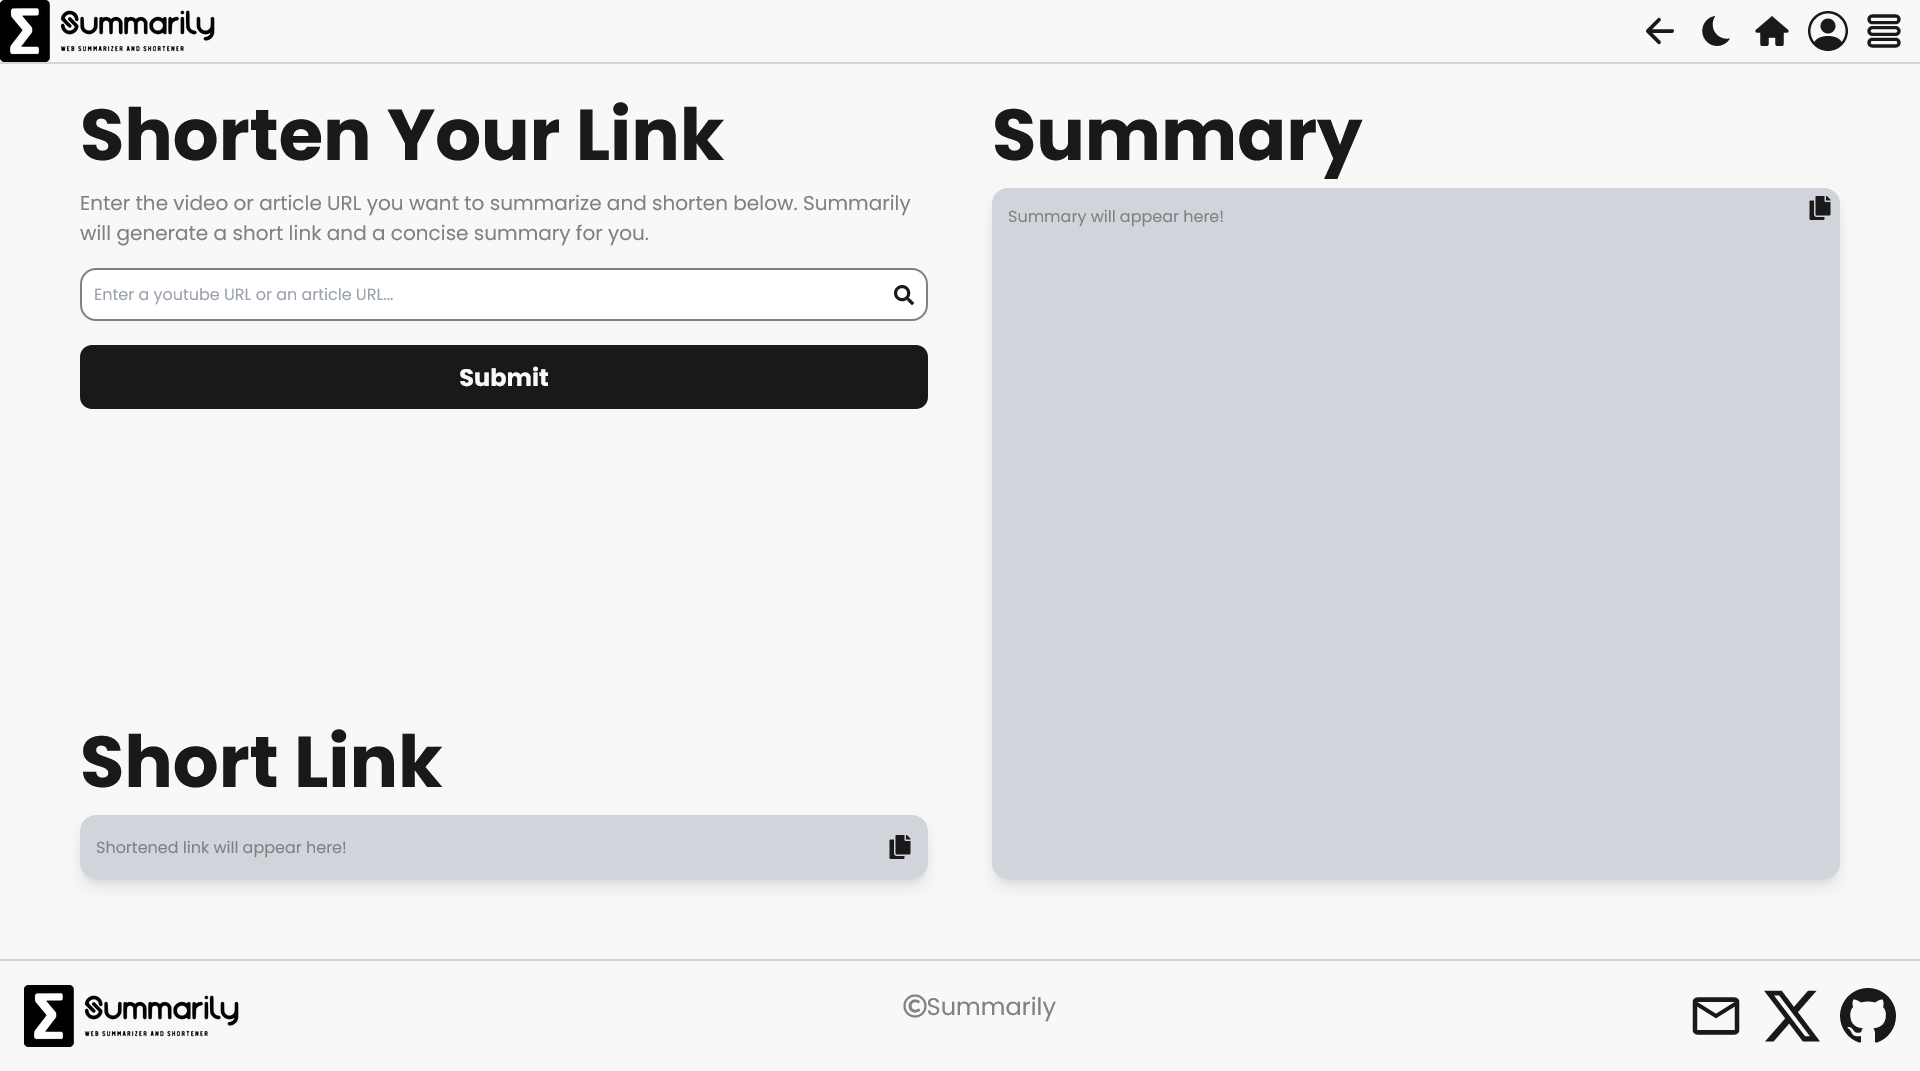 Summarily
WEB SUMMARIZER AND SHORTENER
Shorten Your Link
Enter the video or article URL you want to summarize and shorten below. Summarily
will generate a short link and a concise summary for you.
Enter a youtube URL or an article URL...
Submit
Short Link
Shortened link will appear here!
Summary
Summary will appear here!
Summarily
WEB SUMMARIZER AND SHORTENER
©Summarily